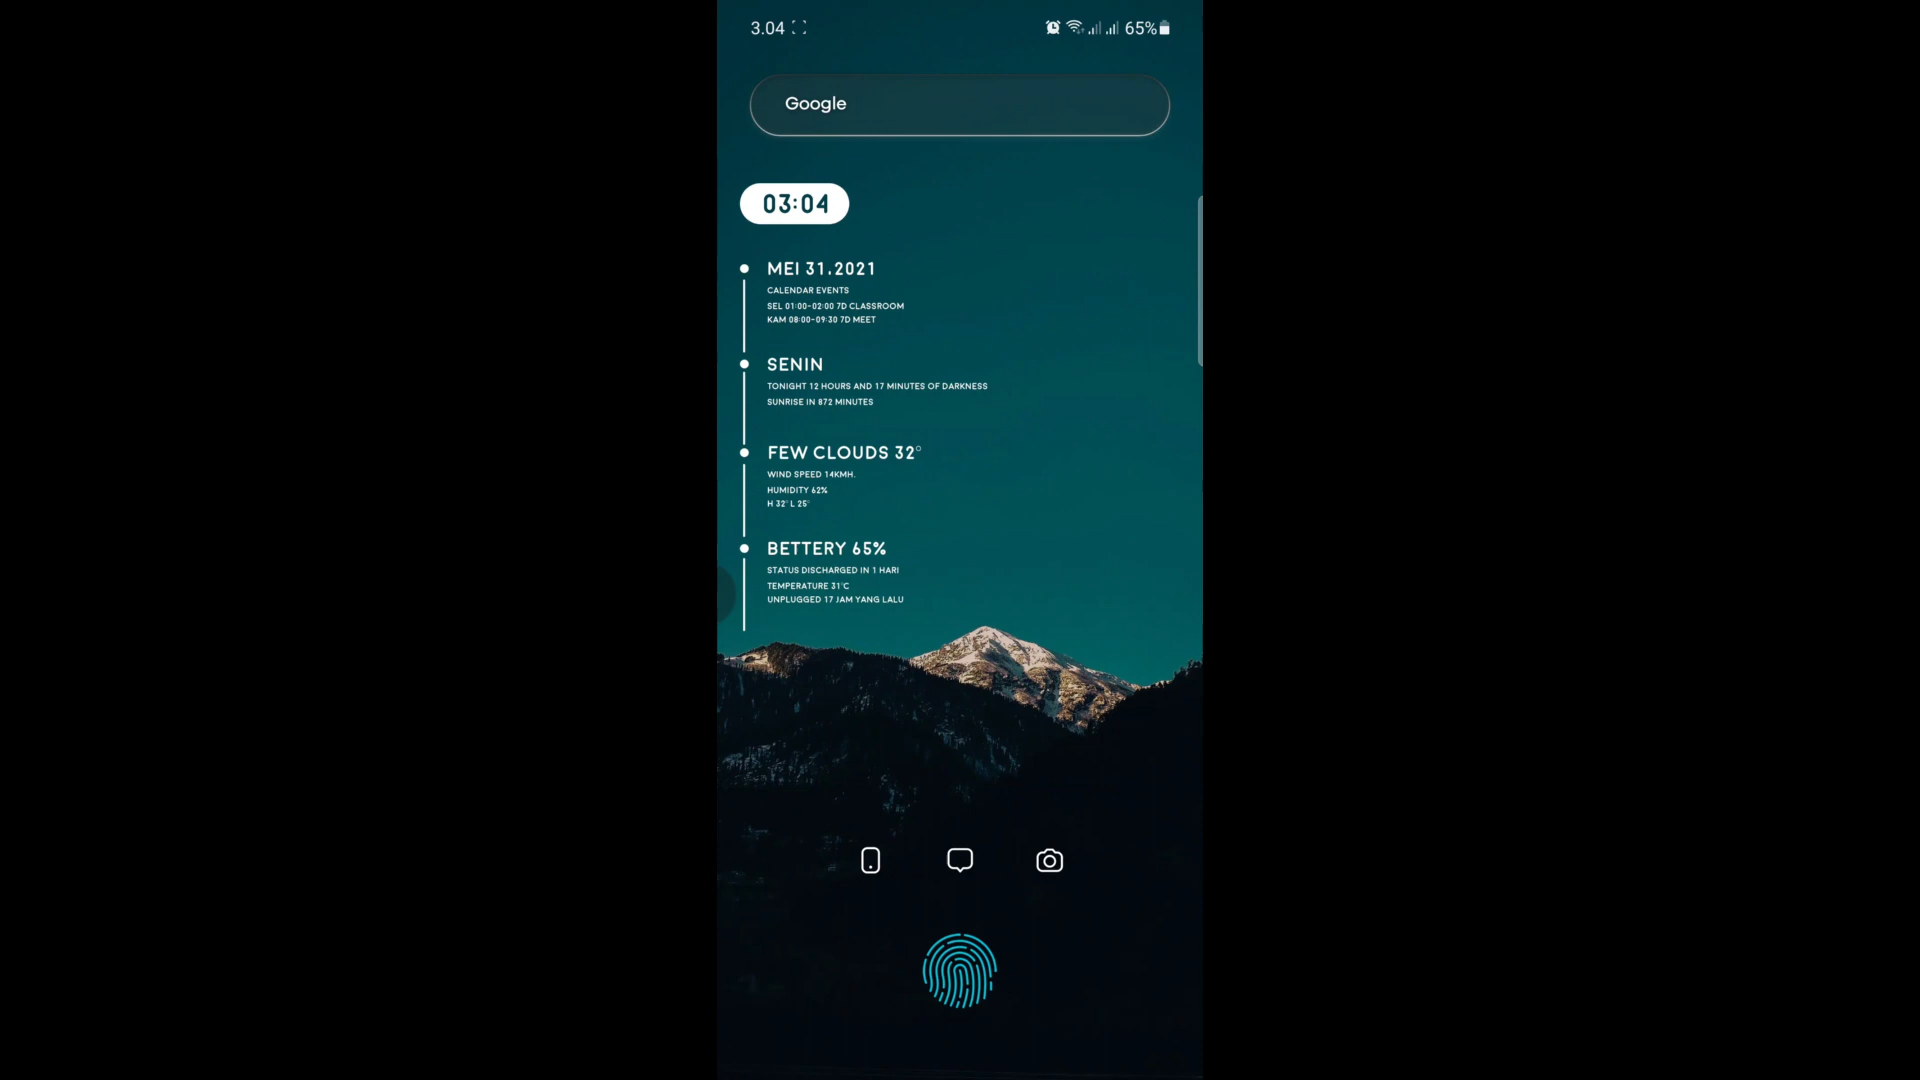 3.04 65%
Google
03:04
MEI 31.2021
CALENDAR EVENTS
SEL 01:00-02:00 7D CLASSROOM
KAM 08:00-09:30 7D MEET
SENIN
TONIGHT 12 HOURS AND 17 MINUTES OF DARKNESS
SUNRISE IN 872 MINUTES
FEW CLOUDS 32°
WIND SPEED 14KMH.
HUMIDITY 62%
H 32° L 25°
BETTERY 65%
STATUS DISCHARGED IN 1 HARI
TEMPERATURE 31°C
UNPLUGGED 17 JAM YANG LALU